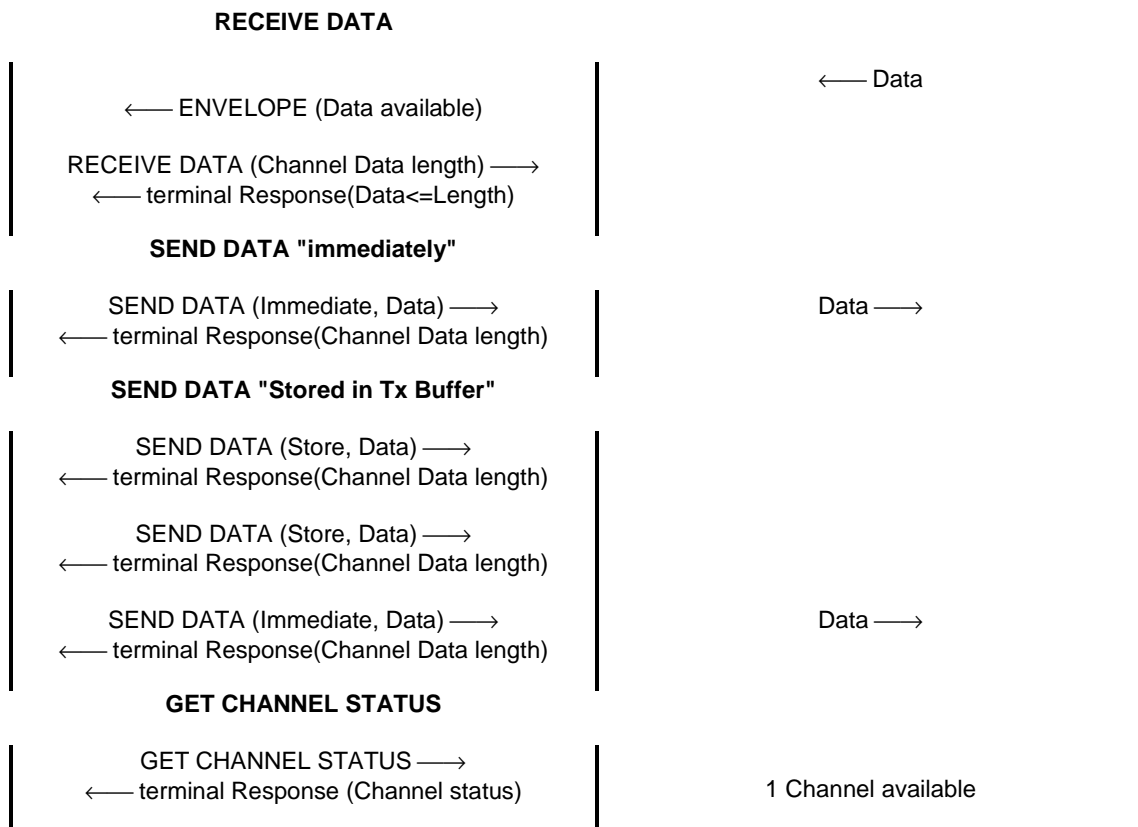 RECEIVE DATA
← Data
← ENVELOPE (Data available)
RECEIVE DATA (Channel Data length) →
← terminal Response(Data<=Length)
SEND DATA "immediately"
SEND DATA (Immediate, Data) → Data →
← terminal Response(Channel Data length)
SEND DATA "Stored in Tx Buffer"
SEND DATA (Store, Data) →
← terminal Response(Channel Data length)
SEND DATA (Store, Data) →
← terminal Response(Channel Data length)
SEND DATA (Immediate, Data) → Data →
← terminal Response(Channel Data length)
GET CHANNEL STATUS
GET CHANNEL STATUS →
← terminal Response (Channel status) 1 Channel available